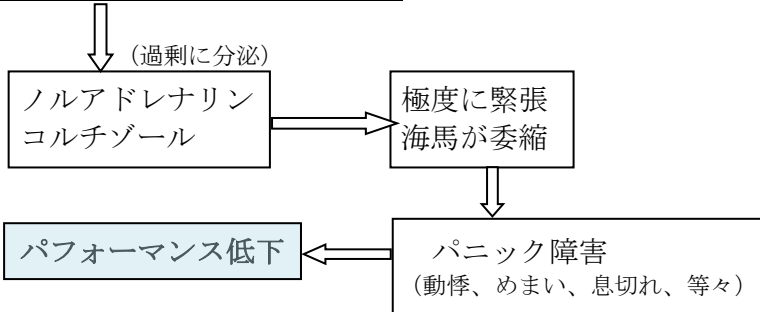 （過剰に分泌）
ノルアドレナリン
コルチゾール
極度に緊張
海馬が委縮
パニック障害
（動悸、めまい、息切れ、等々）
パフォーマンス低下